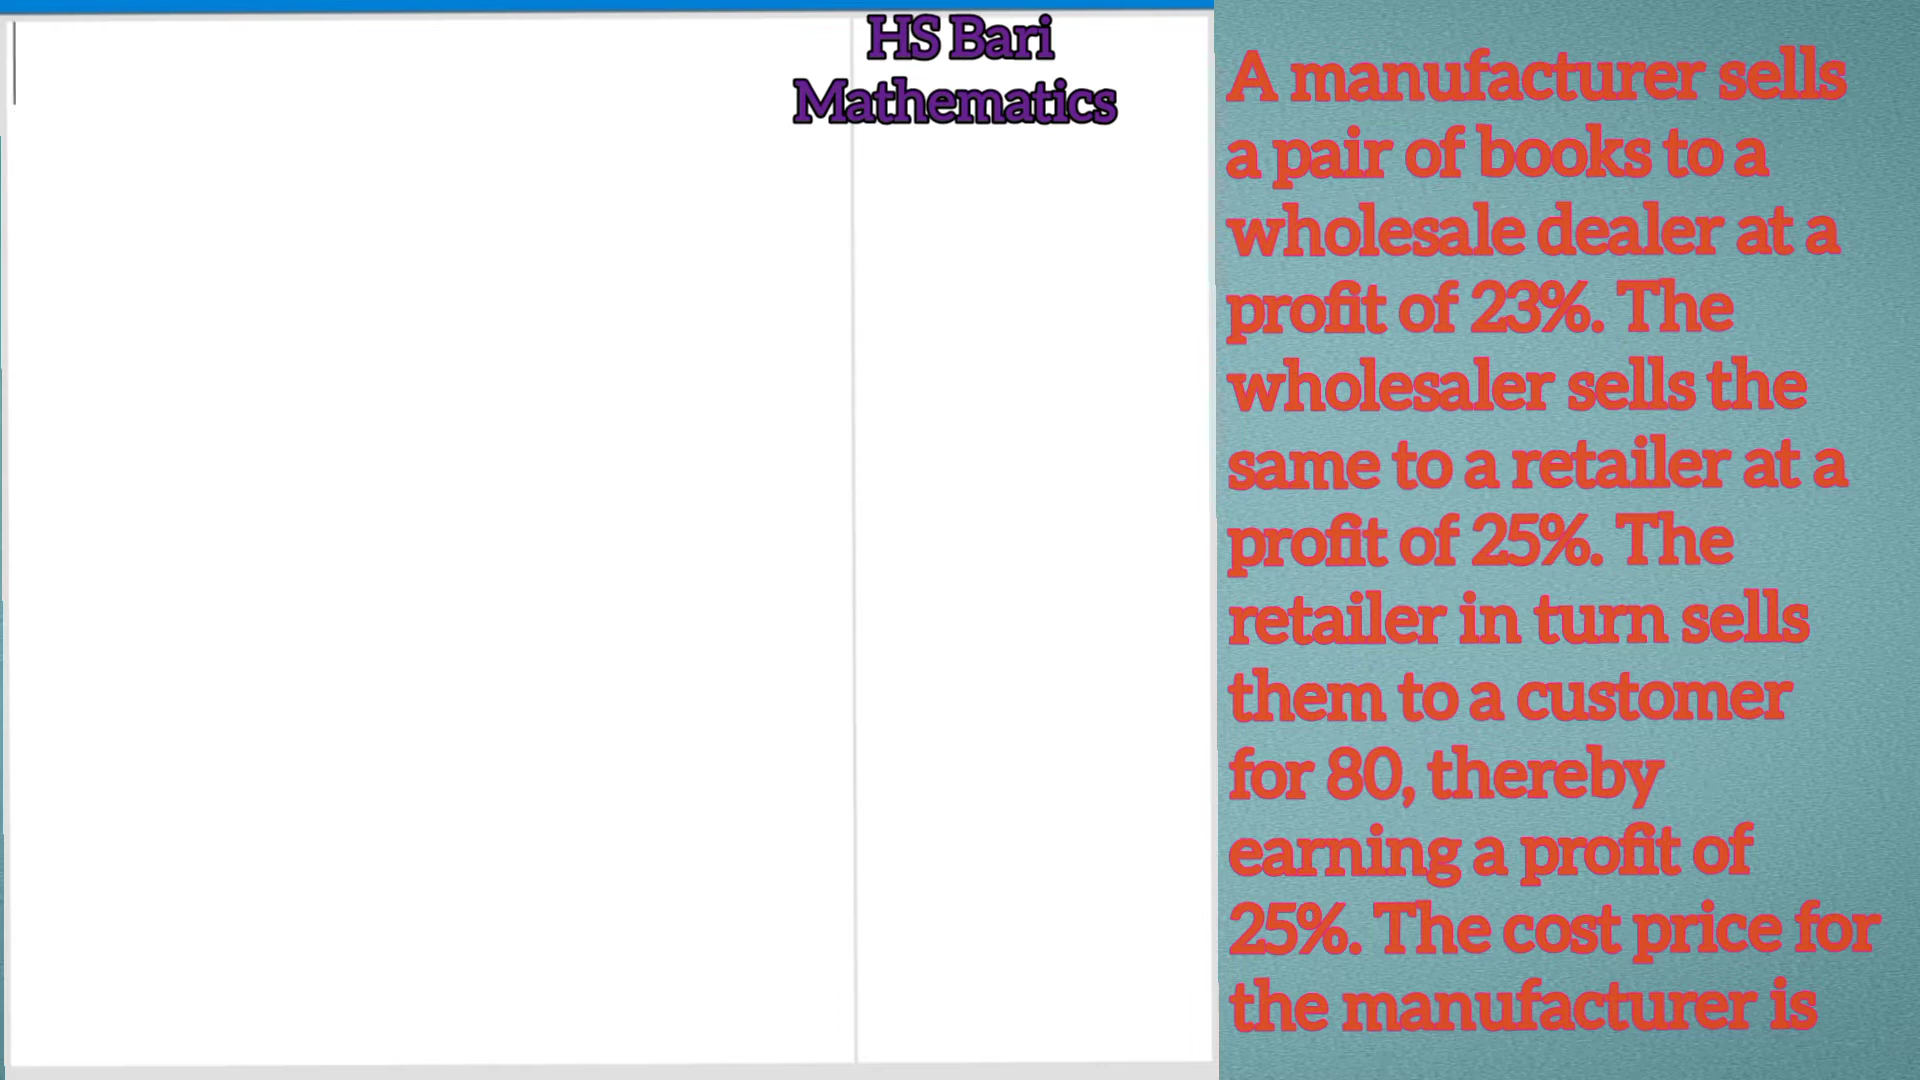 HS Bari
Mathematics
A manufacturer sells
a pair of books to a
wholesale dealer at a
profit of 23%. The
wholesaler sells the
same to a retailer at a
profit of 25%. The
retailer in turn sells
them to a customer
for 80, thereby
earning a profit of
25%. The cost price for
the manufacturer is